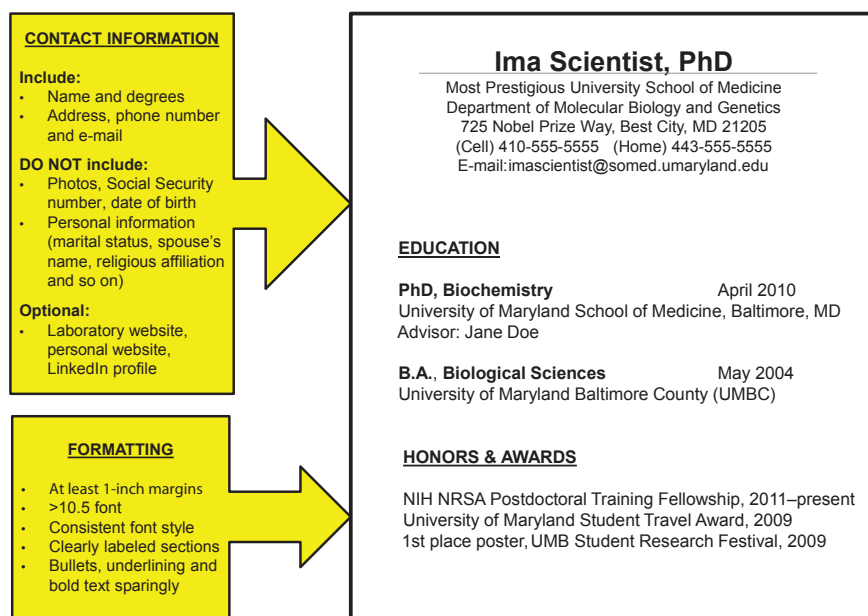 CONTACT INFORMATION
Include:
• Name and degrees
• Address, phone number
and e-mail
DO NOT include:
• Photos, Social Security
number, date of birth
• Personal information
(marital status, spouse's
name, religious affiliation
and so on)
Optional:
• Laboratory website,
personal website,
LinkedIn profile
FORMATTING
• At least 1-inch margins
• >10.5 font
• Consistent font style
• Clearly labeled sections
• Bullets, underlining and
bold text sparingly
Ima Scientist, PhD
Most Prestigious University School of Medicine
Department of Molecular Biology and Genetics
725 Nobel Prize Way, Best City, MD 21205
(Cell) 410-555-5555 (Home) 443-555-5555
E-mail:imascientist@somed.umaryland.edu
EDUCATION
PhD, Biochemistry April 2010
University of Maryland School of Medicine, Baltimore, MD
Advisor: Jane Doe
B.A., Biological Sciences May 2004
University of Maryland Baltimore County (UMBC)
HONORS & AWARDS
NIH NRSA Postdoctoral Training Fellowship, 2011–present
University of Maryland Student Travel Award, 2009
1st place poster, UMB Student Research Festival, 2009